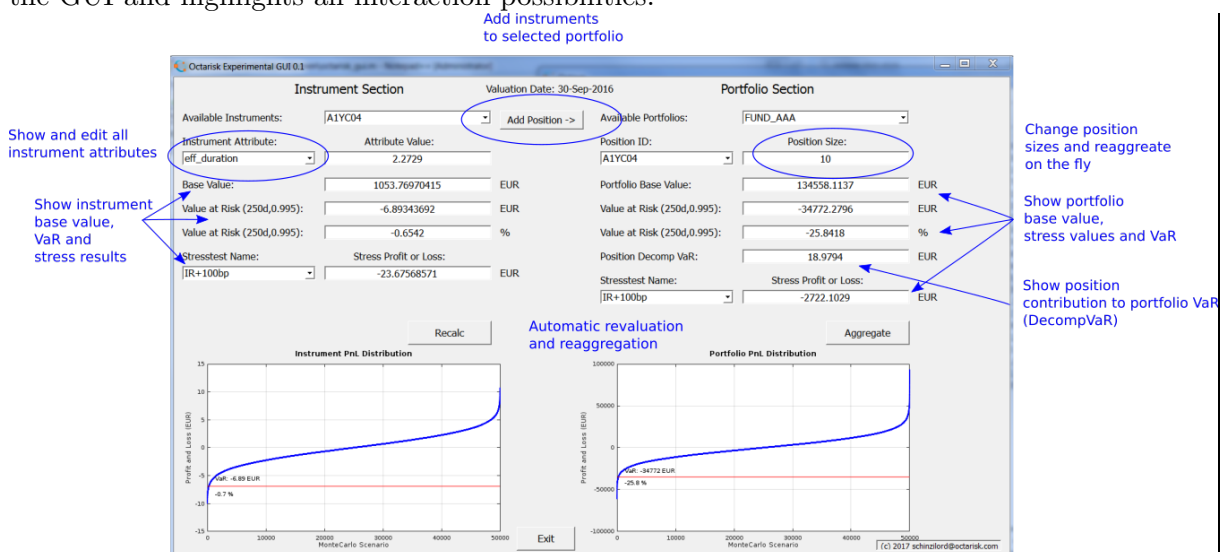 the GUI and highlights all interaction possibilities.
Add instruments
to selected portfolio
Octarisk Experimental GUI 0.1
Instrument Section
Valuation Date: 30-Sep-2016
Portfolio Section
Available Instruments:
A1YC04
Add Position ->
Available Portfolios:
FUND_AAA
Show and edit all
instrument attributes
Instrument Attribute:
Attribute Value:
eff_duration
2.2729
Position ID:
Position Size:
A1YC04
10
Change position
sizes and reaggreate
on the fly
Base Value:
1053.76970415
EUR
Portfolio Base Value:
134558.1137
EUR
Show instrument
base value,
VaR and
stress results
Value at Risk (250d,0.995):
-6.89343692
EUR
Value at Risk (250d,0.995):
-34772.2796
EUR
Show portfolio
base value,
stress values and VaR
Value at Risk (250d,0.995):
-0.6542
%
Value at Risk (250d,0.995):
-25.8418
%
Stresstest Name:
Stress Profit or Loss:
IR+100bp
-23.67568571
EUR
Position Decomp VaR:
18.9794
EUR
Stresstest Name:
Stress Profit or Loss:
IR+100bp
-2722.1029
EUR
Show position
contribution to portfolio VaR
(DecompVaR)
Recalc
Automatic revaluation
and reaggregation
Aggregate
Instrument PnL Distribution
15
10
5
0
-5
-10
-15
Profit and Loss (EUR)
VaR: -6.89 EUR
-0.7 %
0 10000 20000 30000 40000 50000
MonteCarlo Scenario
Exit
Portfolio PnL Distribution
100000
50000
0
-50000
-100000
Profit and Loss (EUR)
VaR: -34772 EUR
-25.8 %
0 10000 20000 30000 40000 50000
MonteCarlo Scenario
(c) 2017 schinzilord@octarisk.com